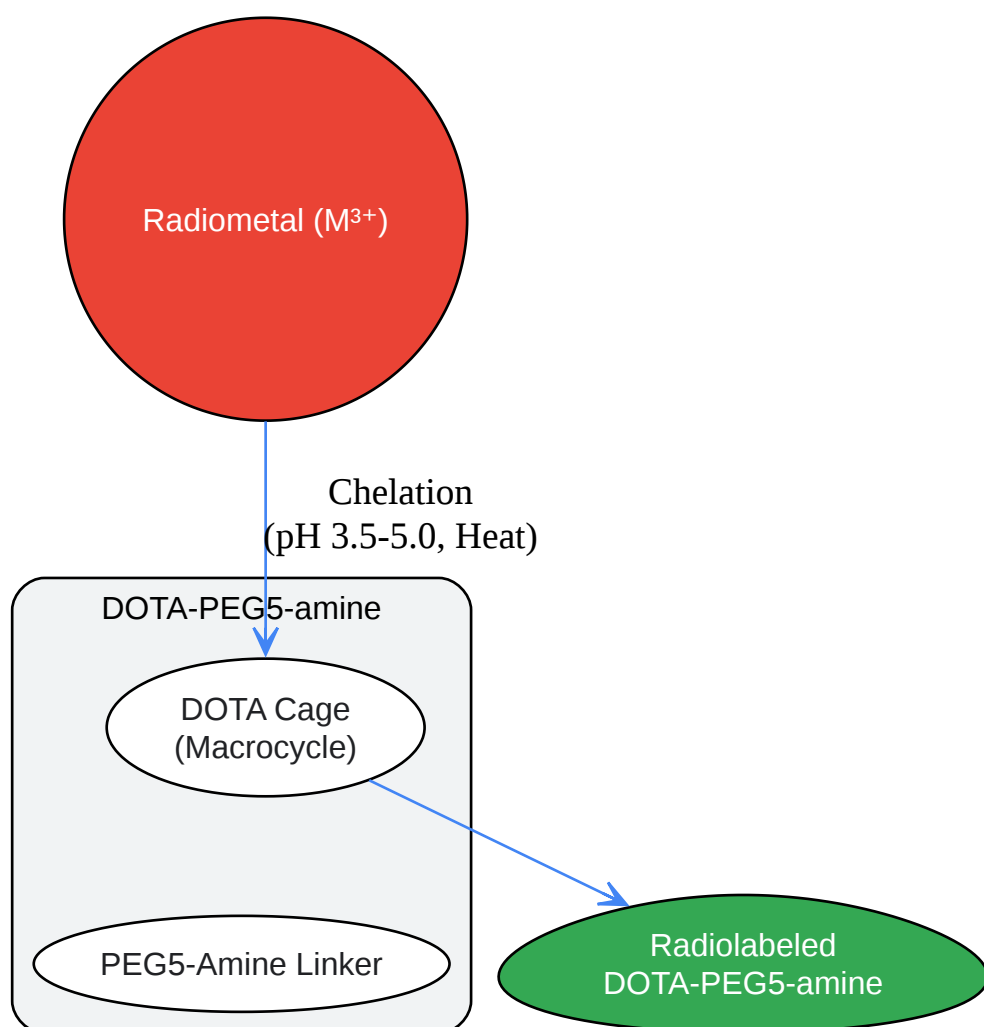 Radiometal (M³⁺)
Chelation
(pH 3.5-5.0, Heat)
DOTA-PEG5-amine
DOTA Cage
(Macrocycle)
PEG5-Amine Linker
Radiolabeled
DOTA-PEG5-amine